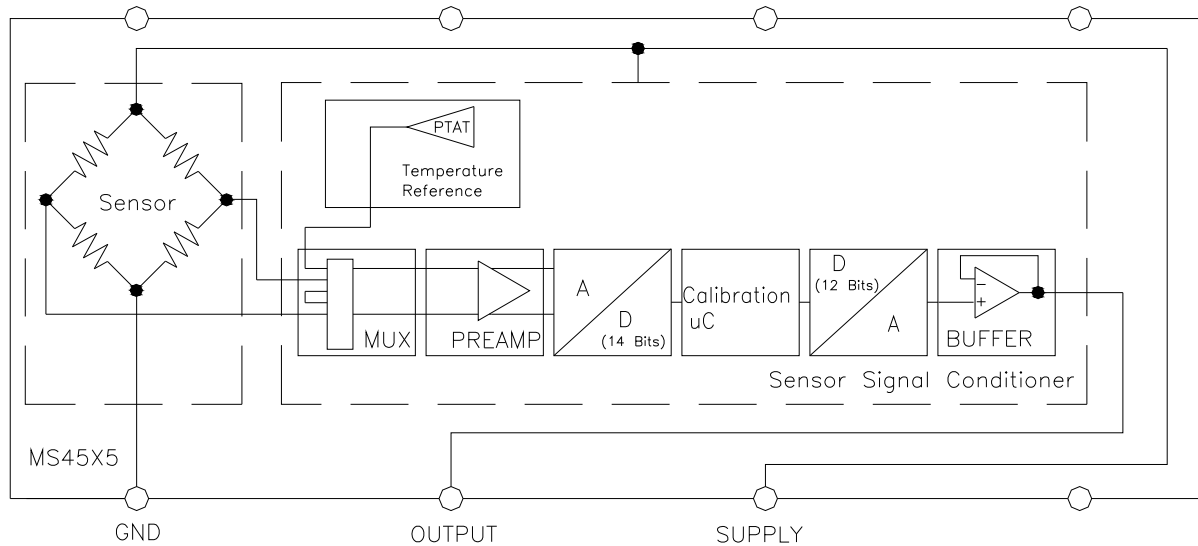 PTAT
Temperature
Reference
Sensor
MUX
PREAMP
A
D
(14 Bits)
Calibration
uC
D
(12 Bits)
A
−
+
BUFFER
Sensor Signal Conditioner
MS45X5
GND
OUTPUT
SUPPLY